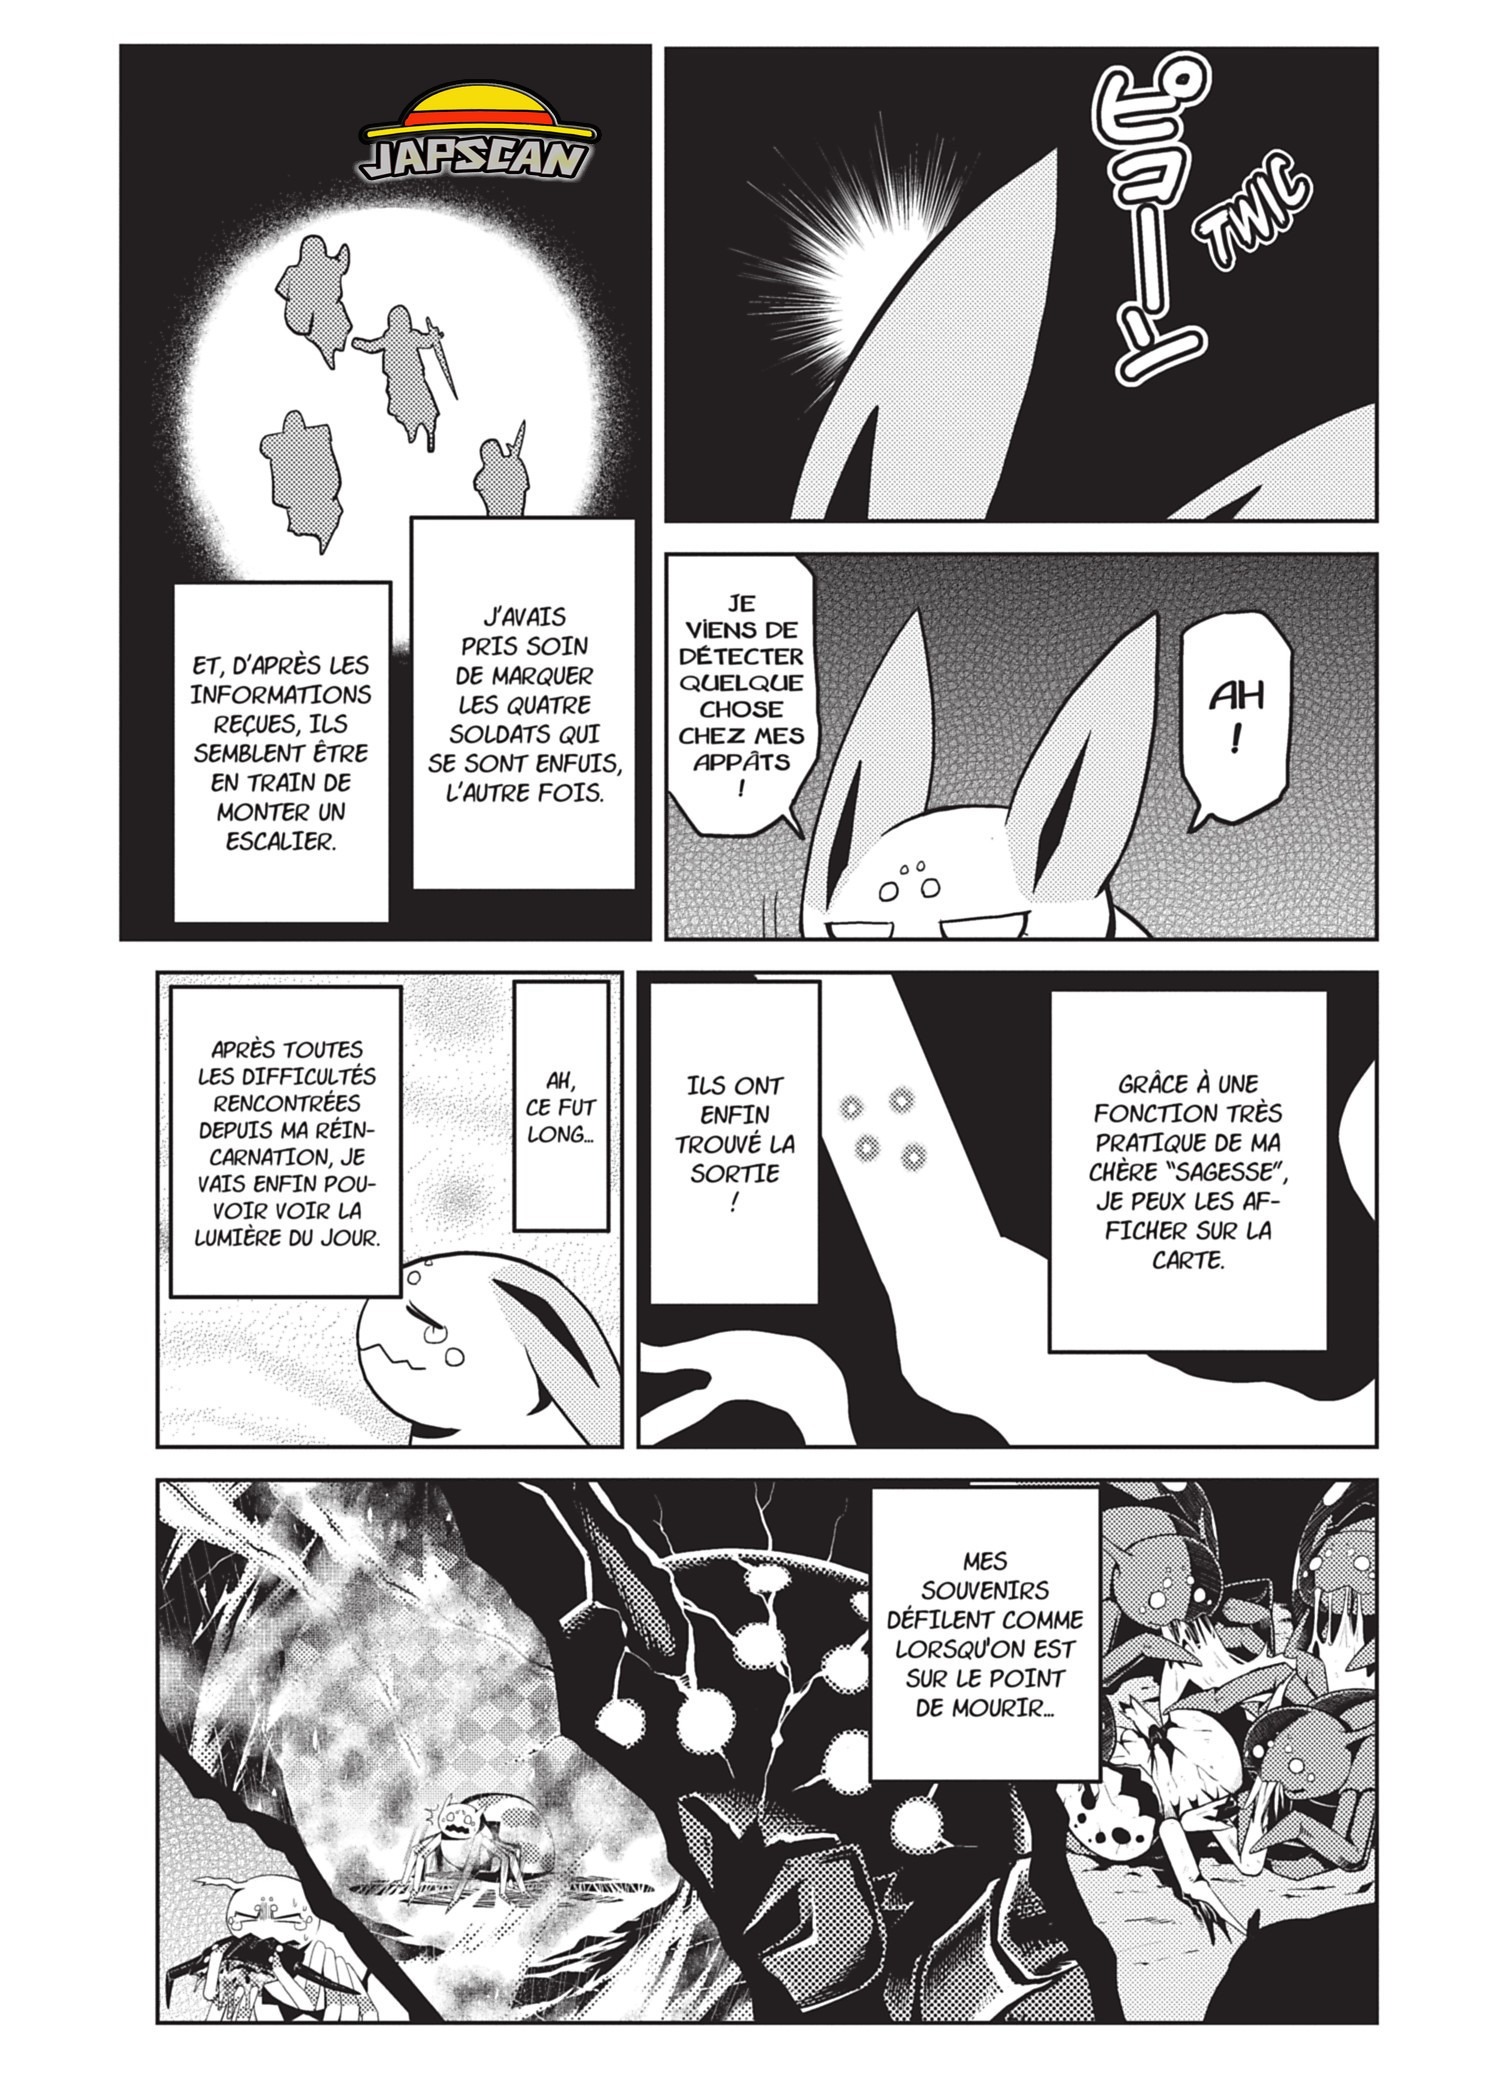 ピコーン
TWIC
AH
!
JE
VIENS DE
DÉTECTER
QUELQUE
CHOSE
CHEZ MES
APPÂTS
!
JAPSCAN
J'AVAIS
PRIS SOIN
DE MARQUER
LES QUATRE
SOLDATS QUI
SE SONT ENFUIS,
L'AUTRE FOIS.
ET, D'APRÈS LES
INFORMATIONS
REÇUES, ILS
SEMBLENT ÊTRE
EN TRAIN DE
MONTER UN
ESCALIER.
GRÂCE À UNE
FONCTION TRÈS
PRATIQUE DE MA
CHÈRE "SAGESSE",
JE PEUX LES AF-
FICHER SUR LA
CARTE.
ILS ONT
ENFIN
TROUVÉ LA
SORTIE
!
AH,
CE FUT
LONG...
APRÈS TOUTES
LES DIFFICULTÉS
RENCONTRÉES
DEPUIS MA RÉIN-
CARNATION, JE
VAIS ENFIN POU-
VOIR VOIR LA
LUMIÈRE DU JOUR.
MES
SOUVENIRS
DÉFILENT COMME
LORSQU'ON EST
SUR LE POINT
DE MOURIR...